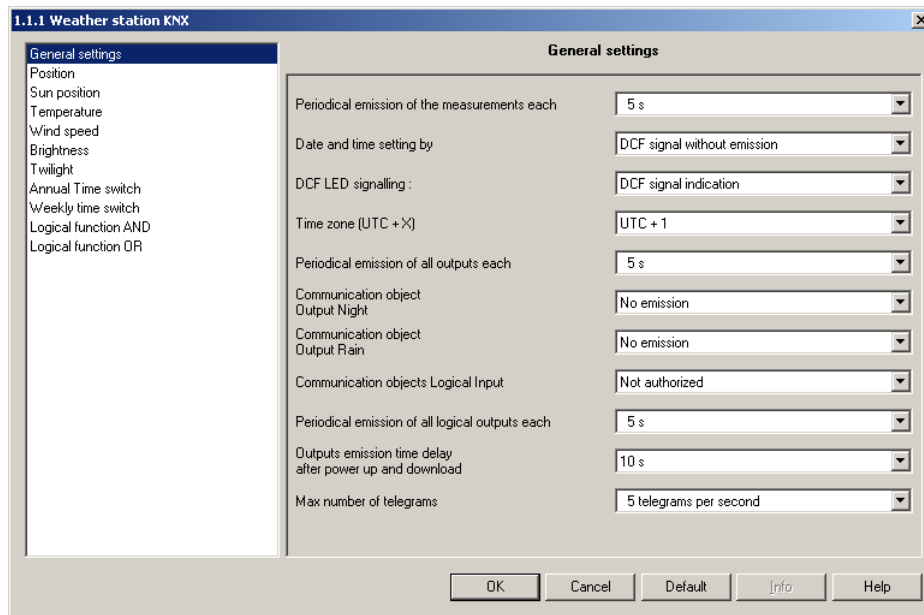 1.1.1 Weather station KNX
General settings
Position
Sun position
Temperature
Wind speed
Brightness
Twilight
Annual Time switch
Weekly time switch
Logical function AND
Logical function OR
General settings
Periodical emission of the measurements each
5 s
Date and time setting by
DCF signal without emission
DCF LED signalling :
DCF signal indication
Time zone (UTC + X)
UTC + 1
Periodical emission of all outputs each
5 s
Communication object
Output Night
No emission
Communication object
Output Rain
No emission
Communication objects Logical Input
Not authorized
Periodical emission of all logical outputs each
5 s
Outputs emission time delay
after power up and download
10 s
Max number of telegrams
5 telegrams per second
OK
Cancel
Default
Info
Help